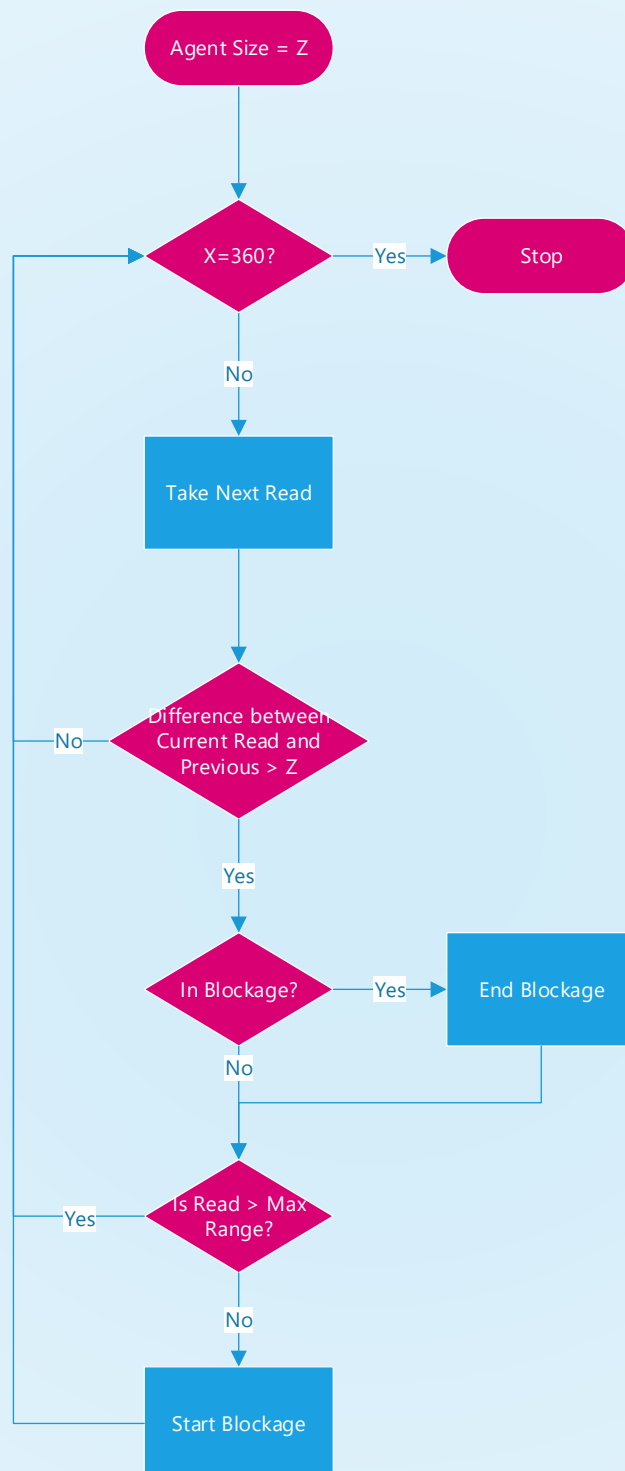 Agent Size = Z
X=360?
Yes
Stop
No
Take Next Read
Difference between
Current Read and
Previous > Z
No
Yes
In Blockage?
Yes
End Blockage
No
Is Read > Max
Range?
Yes
No
Start Blockage